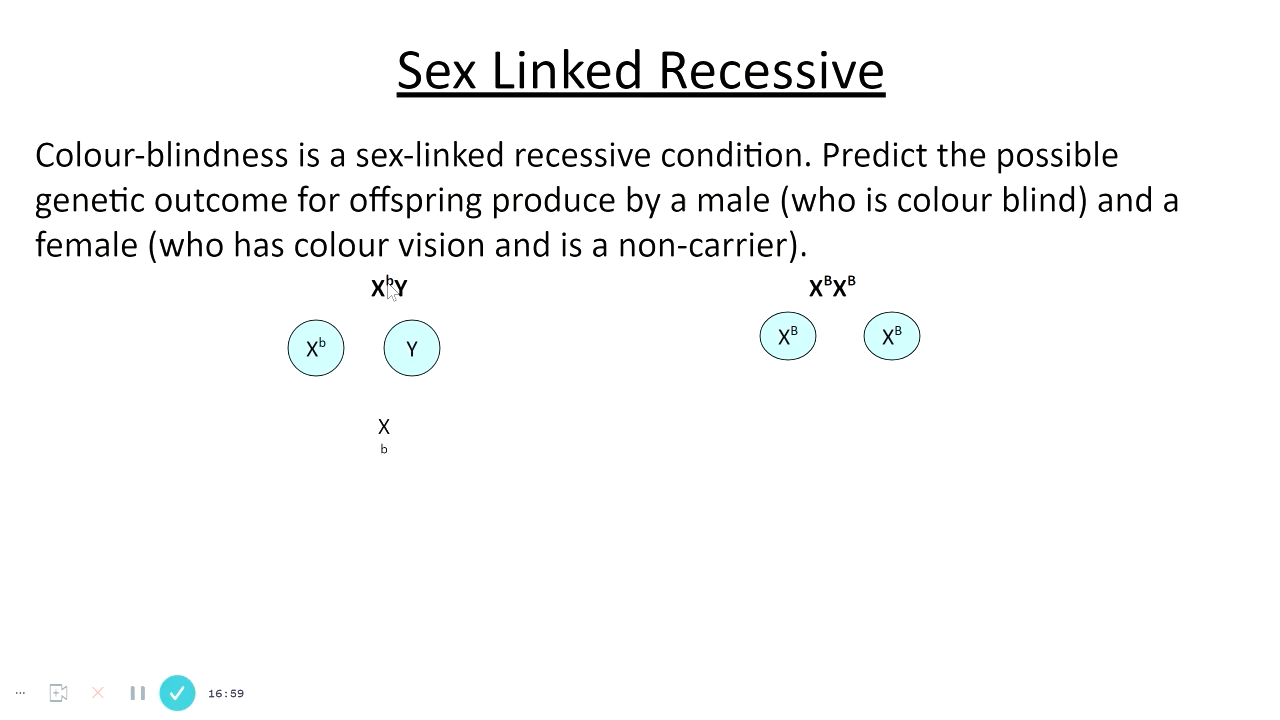 Sex Linked Recessive
Colour-blindness is a sex-linked recessive condition. Predict the possible
genetic outcome for offspring produce by a male (who is colour blind) and a
female (who has colour vision and is a non-carrier).
XᵇY XᴮXᴮ
Xᵇ Y Xᴮ Xᴮ
X
b
... 16:59